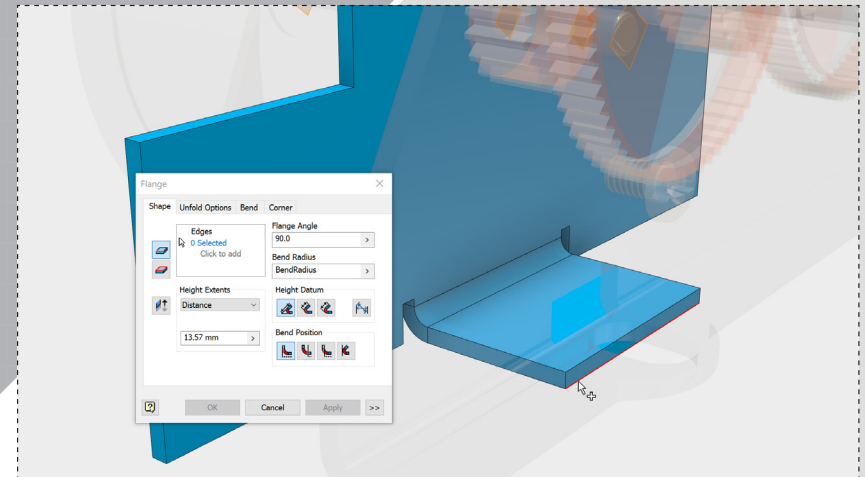 Flange
Shape Unfold Options Bend Corner
Edges
0 Selected
Click to add
Flange Angle
90.0 >
Bend Radius
BendRadius >
Height Extents
Distance
13.57 mm >
Height Datum
Bend Position
? OK Cancel Apply >>